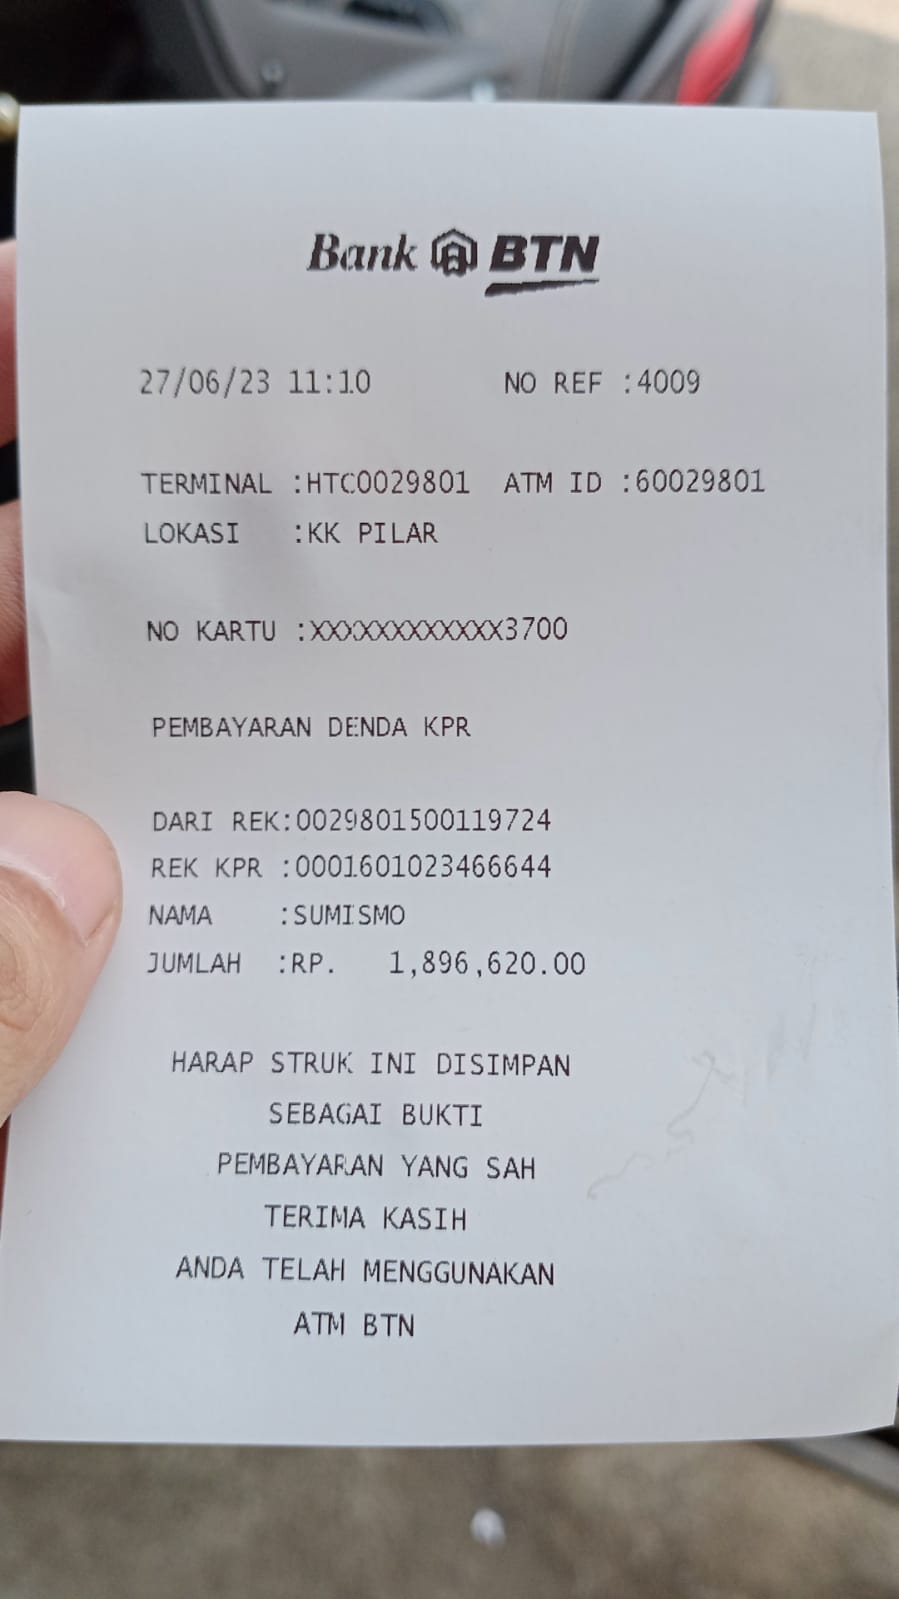 Bank BTN
27/06/23 11:10 NO REF :4009
TERMINAL :HTC0029801 ATM ID :60029801
LOKASI :KK PILAR
NO KARTU :XXXXXXXXXXXX3700
PEMBAYARAN DENDA KPR
DARI REK:0029801500119724
REK KPR :0001601023466644
NAMA :SUMISMO
JUMLAH :RP. 1,896,620.00
HARAP STRUK INI DISIMPAN
SEBAGAI BUKTI
PEMBAYARAN YANG SAH
TERIMA KASIH
ANDA TELAH MENGGUNAKAN
ATM BTN